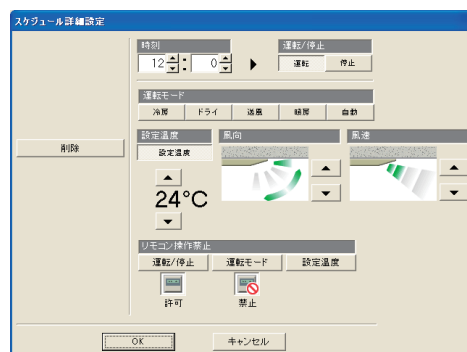 スケジュール詳細設定
時刻 運転/停止
12 : 0 運転 停止
運転モード
冷房 ドライ 送風 暖房 自動
設定温度 風向 風速
削除 設定温度
24°C
リモコン操作禁止
運転/停止 運転モード 設定温度
許可 禁止
OK キャンセル